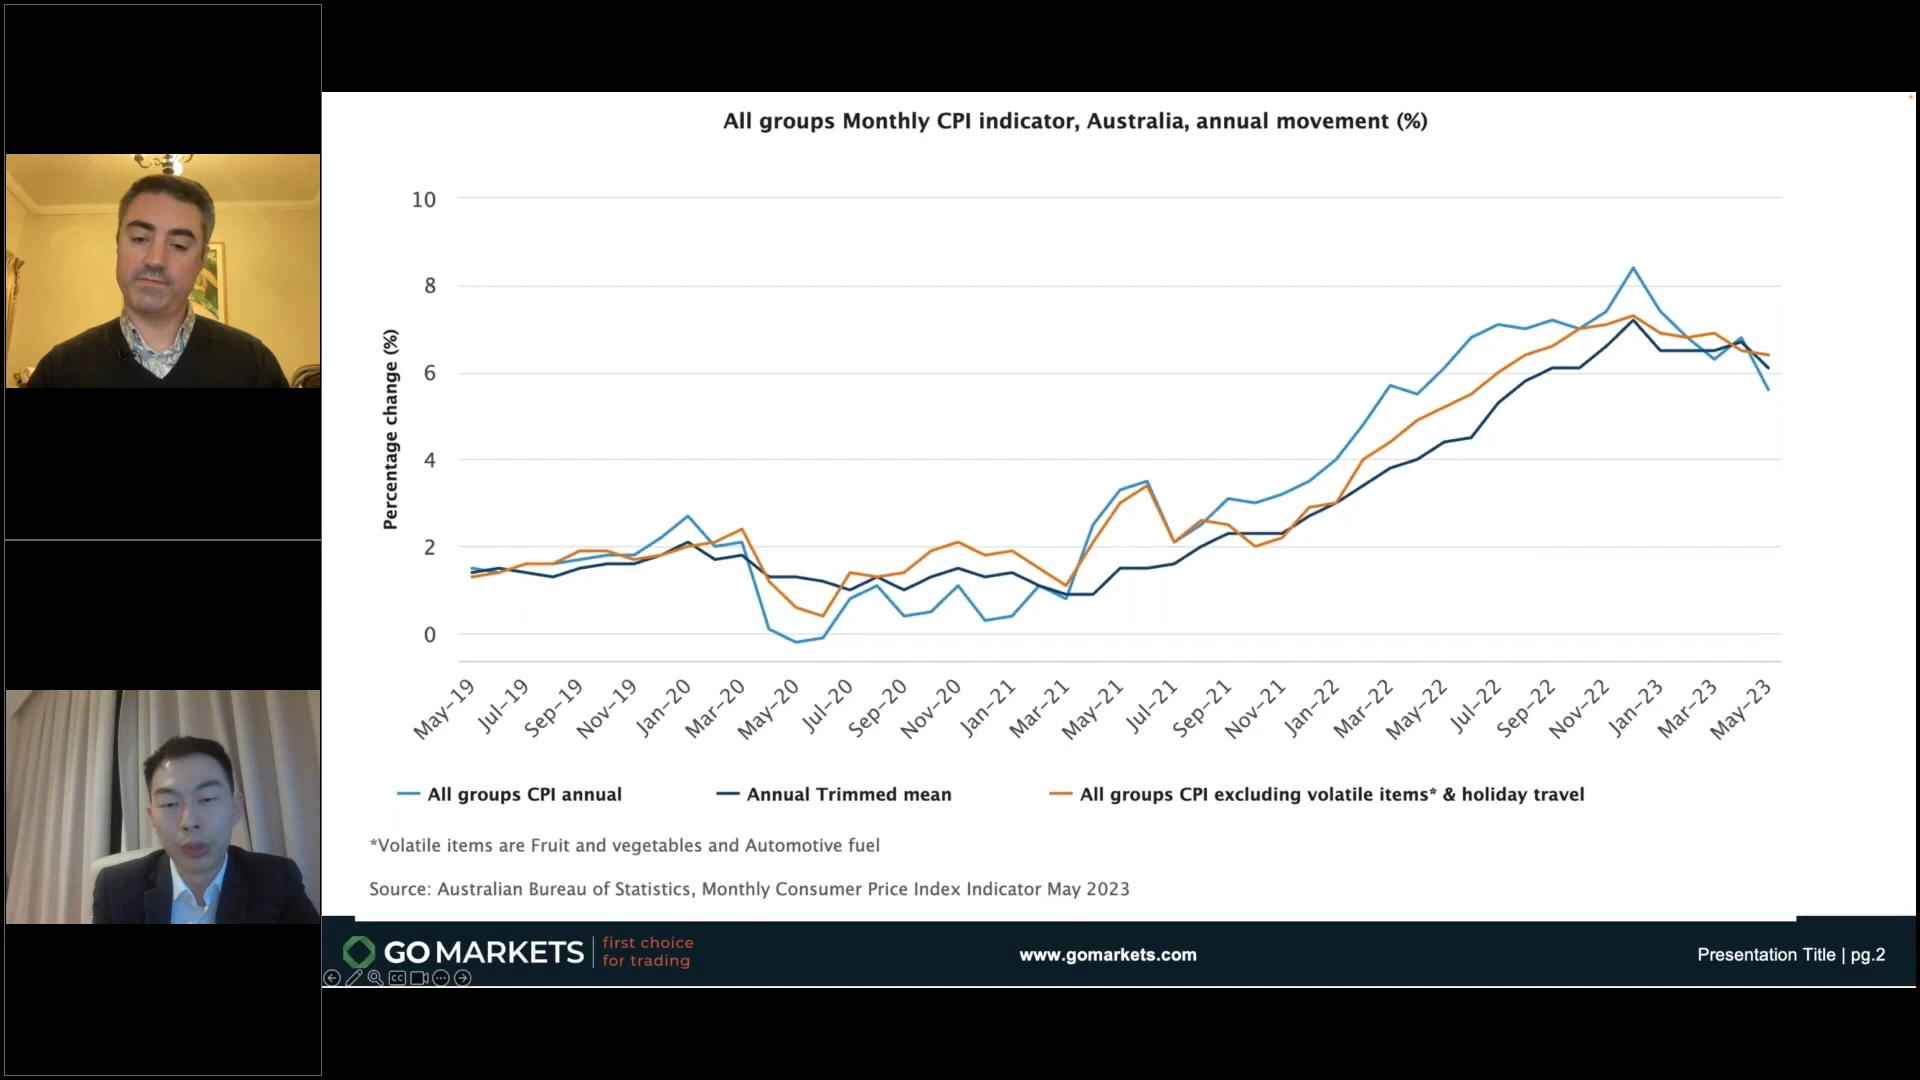 All groups Monthly CPI indicator, Australia, annual movement (%)
Percentage change (%)
10
8
6
4
2
0
May-19
Jul-19
Sep-19
Nov-19
Jan-20
Mar-20
May-20
Jul-20
Sep-20
Nov-20
Jan-21
Mar-21
May-21
Jul-21
Sep-21
Nov-21
Jan-22
Mar-22
May-22
Jul-22
Sep-22
Nov-22
Jan-23
Mar-23
May-23
All groups CPI annual
Annual Trimmed mean
All groups CPI excluding volatile items* & holiday travel
*Volatile items are Fruit and vegetables and Automotive fuel
Source: Australian Bureau of Statistics, Monthly Consumer Price Index Indicator May 2023
GO MARKETS
first choice
for trading
www.gomarkets.com
Presentation Title | pg.2
CC